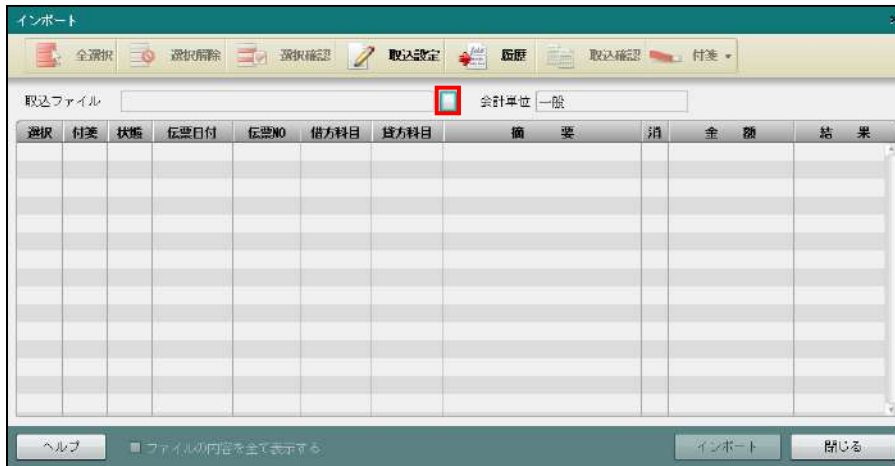 インポート
全選択 選択解除 選択確認 取込設定 履歴 取込確認 付箋
取込ファイル 会計単位 一般
選択 付箋 状態 伝票日付 伝票NO 借方科目 貸方科目 摘 要 消 金 額 結 果
ヘルプ ファイルの内容を全て表示する インポート 閉じる